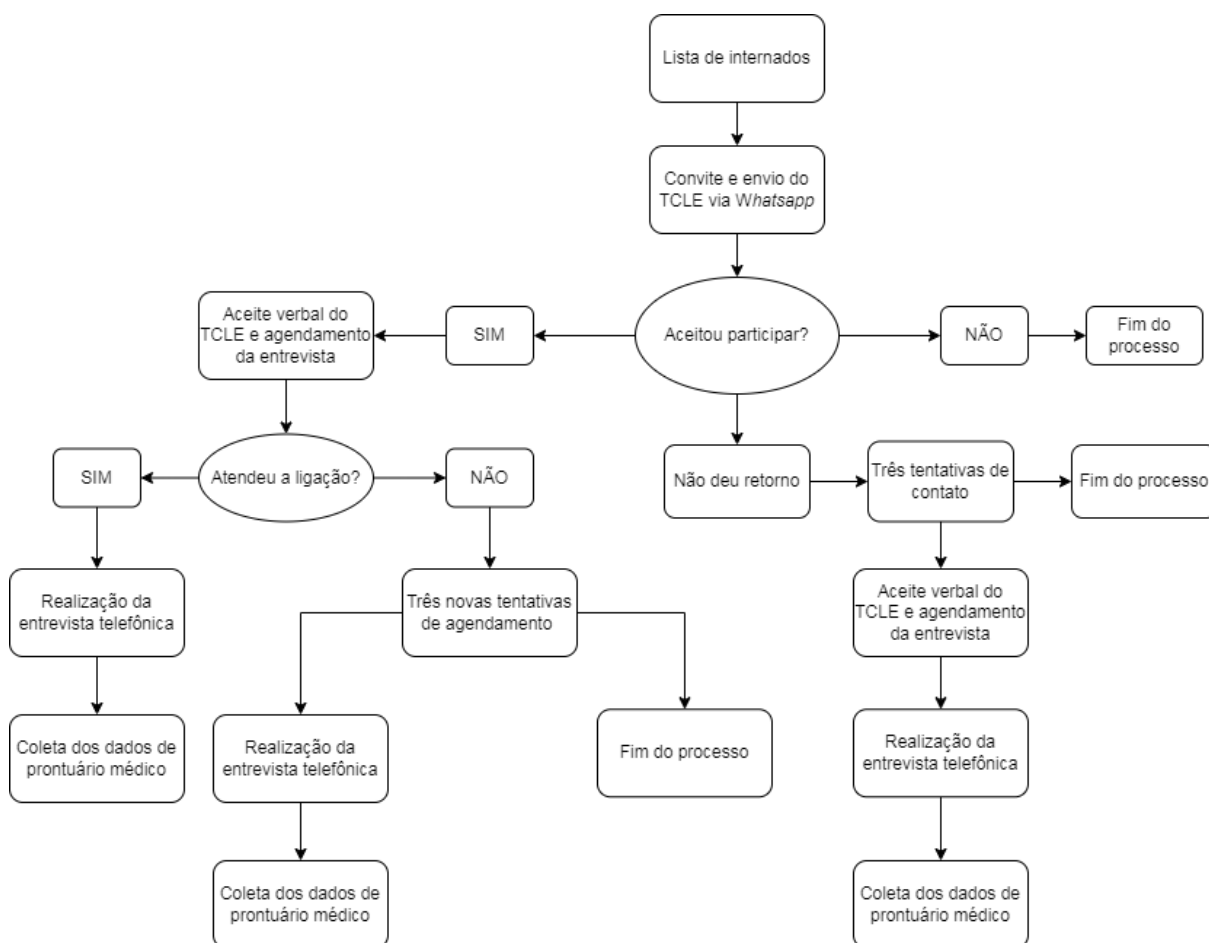 Lista de internados
Convite e envio do
TCLE via Whatsapp
Aceitou participar?
SIM
NÃO
Fim do
processo
Aceite verbal do
TCLE e agendamento
da entrevista
Atendeu a ligação?
SIM
NÃO
Não deu retorno
Três tentativas de
contato
Fim do processo
Realização da
entrevista telefônica
Três novas tentativas
de agendamento
Aceite verbal do
TCLE e agendamento
da entrevista
Coleta dos dados de
prontuário médico
Realização da
entrevista telefônica
Fim do processo
Realização da
entrevista telefônica
Coleta dos dados de
prontuário médico
Coleta dos dados de
prontuário médico